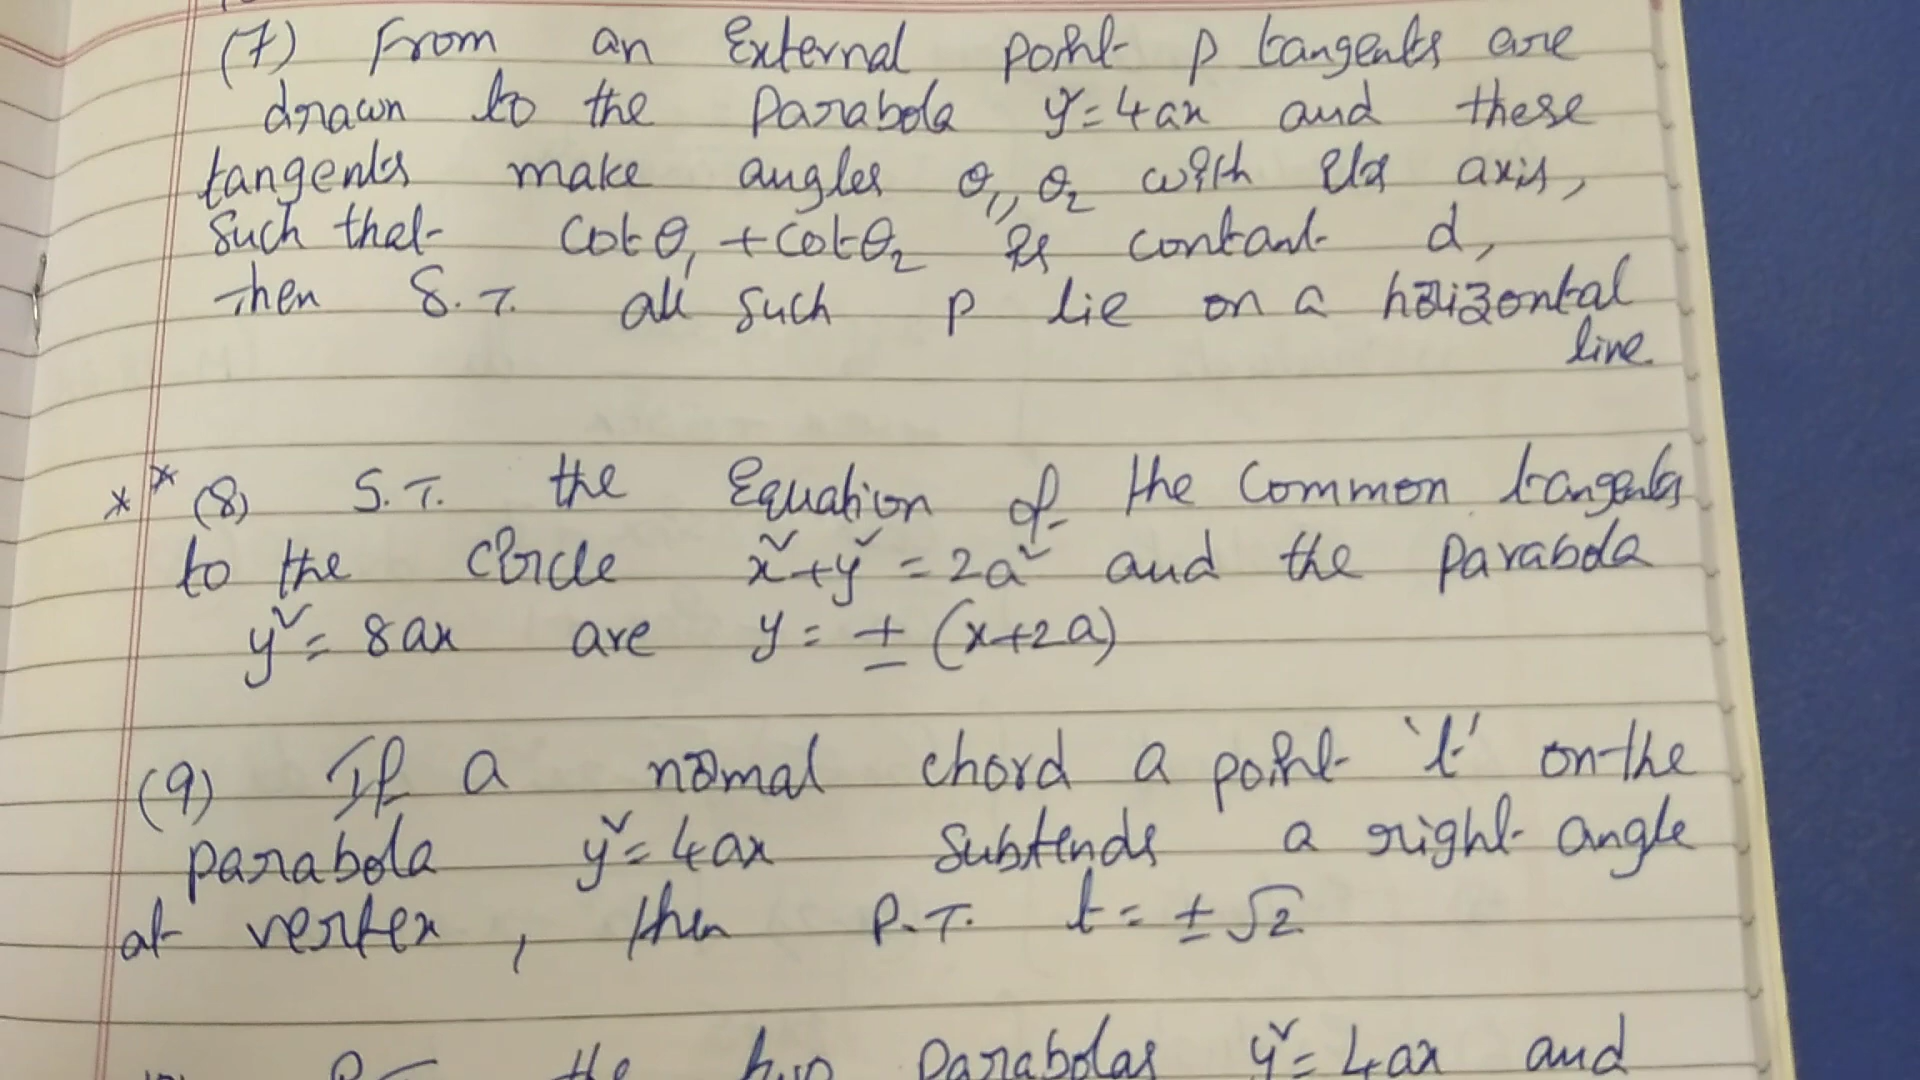 (7) From an External point P tangents are
drawn to the Parabola y²=4ax and these
tangents make angles θ₁, θ₂ with its axis,
Such that cotθ₁ + cotθ₂ is contant d,
Then S.T. all such P lie on a horizontal
line.
** (8) S.T. the Equation of the Common tangents
to the Circle x²+y² = 2a² and the Parabola
y² = 8ax are y = ± (x+2a)
(9) If a normal chord a point 't' on the
parabola y² = 4ax Subtends a right angle
at vertex, then P.T. t = ± √2
the two Parabolas y² = 4ax and